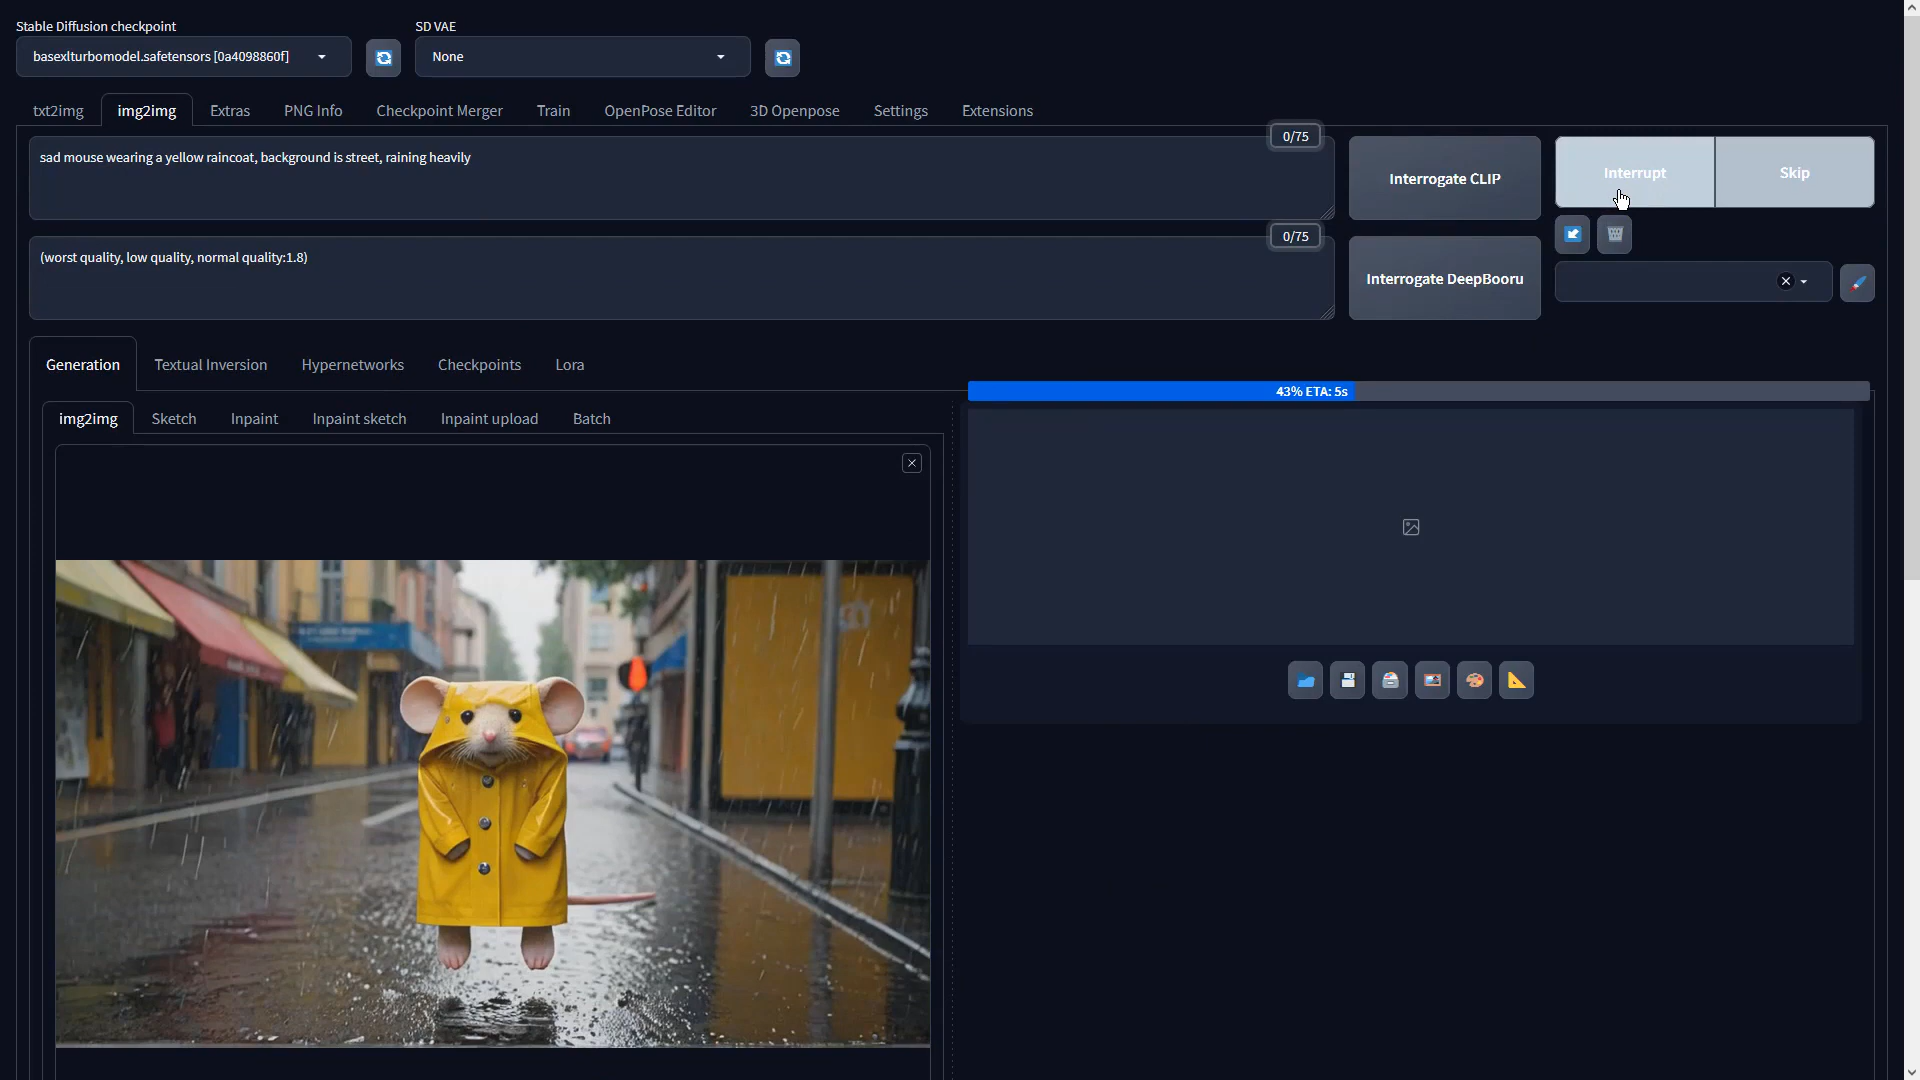 Stable Diffusion checkpoint
SD VAE
basexlturbomodel.safetensors [0a4098860f]
None
txt2img
img2img
Extras
PNG Info
Checkpoint Merger
Train
OpenPose Editor
3D Openpose
Settings
Extensions
0/75
sad mouse wearing a yellow raincoat, background is street, raining heavily
Interrogate CLIP
Interrupt
Skip
0/75
(worst quality, low quality, normal quality:1.8)
Interrogate DeepBooru
Generation
Textual Inversion
Hypernetworks
Checkpoints
Lora
43% ETA: 5s
img2img
Sketch
Inpaint
Inpaint sketch
Inpaint upload
Batch